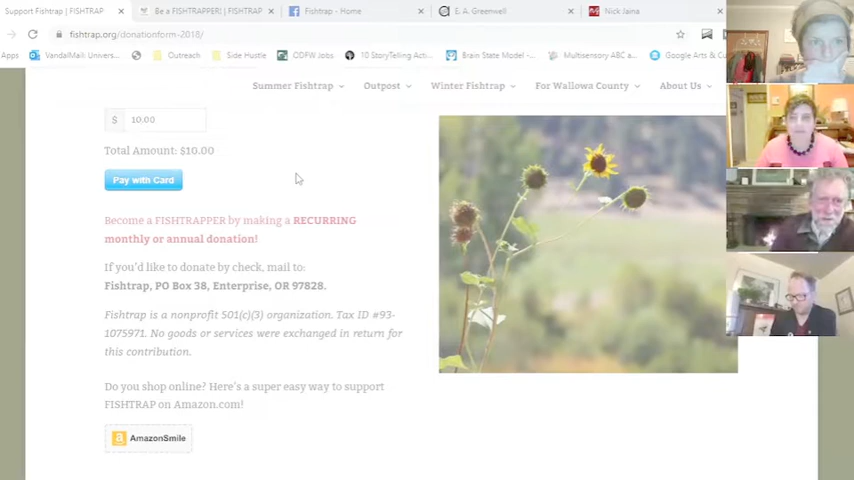 Support Fishtrap | FISHTRAP
Be a FISHTRAPPER! | FISHTRAP
Fishtrap - Home
E. A. Greenwell
Nick Jaina
fishtrap.org/donationform-2018/
Apps
VandalMail: Univers...
Outreach
Side Hustle
ODFW Jobs
10 StoryTelling Acti...
Brain State Model -...
Multisensory ABC a...
Google Arts & Cu
Summer Fishtrap
Outpost
Winter Fishtrap
For Wallowa County
About Us
$ 10.00
Total Amount: $10.00
Pay with Card
Become a FISHTRAPPER by making a RECURRING
monthly or annual donation!
If you'd like to donate by check, mail to:
Fishtrap, PO Box 38, Enterprise, OR 97828.
Fishtrap is a nonprofit 501(c)(3) organization. Tax ID #93-
1075971. No goods or services were exchanged in return for
this contribution.
Do you shop online? Here's a super easy way to support
FISHTRAP on Amazon.com!
a AmazonSmile